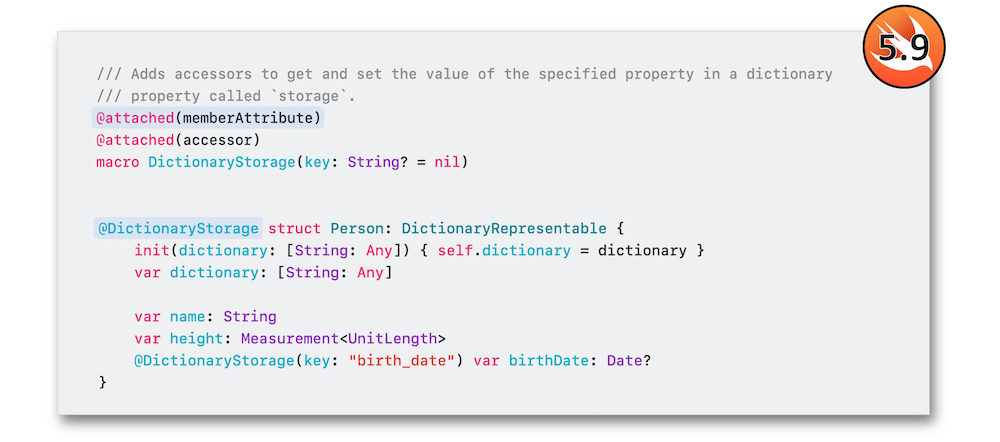 5.9
/// Adds accessors to get and set the value of the specified property in a dictionary
/// property called `storage`.
@attached(memberAttribute)
@attached(accessor)
macro DictionaryStorage(key: String? = nil)
@DictionaryStorage struct Person: DictionaryRepresentable {
    init(dictionary: [String: Any]) { self.dictionary = dictionary }
    var dictionary: [String: Any]
    var name: String
    var height: Measurement<UnitLength>
    @DictionaryStorage(key: "birth_date") var birthDate: Date?
}